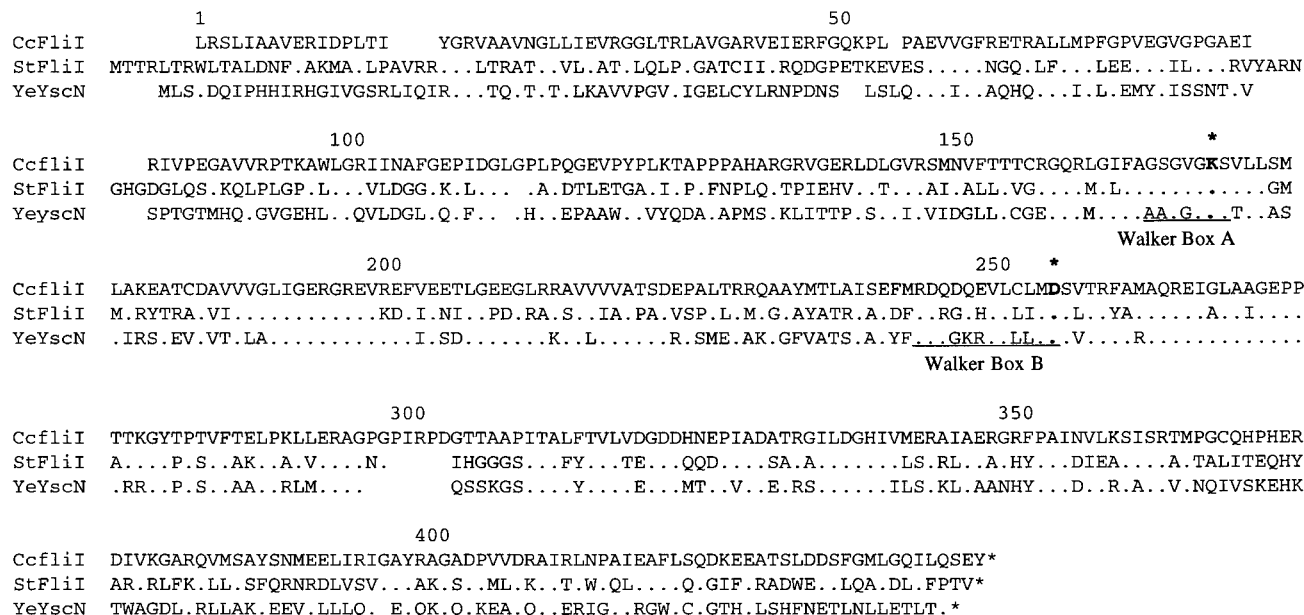 1 50
CcFliI LRSLIAAVERIDPLTI YGRVAAVNGLLIEVRGGLTRLAVGARVEIERFGQKPL PAEVVGFRETRALLMPFGPVEGVGPGAEI
StFliI MTTRLTRWLTALDNF.AKMA.LPAVRR...LTRAT..VL.AT.LQLP.GATCII.RQDGPETKEVES.....NGQ.LF...LEE...IL...RVYARN
YeYscN MLS.DQIPHHIRHGIVGSRLIQIR...TQ.T.T.LKAVVPGV.IGELCYLRNPDNS LSLQ...I..AQHQ...I.L.EMY.ISSNT.V
100 150 *
CcfliI RIVPEGAVVRPTKAWLGRIINAFGEPIDGLGPLPQGEVPYPLKTAPPPAHARGRVGERLDLGVRSMNVFTTTCRGQRLGIFAGSGVGKSVLLSM
StFliI GHGDGLQS.KQLPLGP.L...VLDGG.K.L... .A.DTLETGA.I.P.FNPLQ.TPIEHV..T...AI.ALL.VG....M.L............GM
YeyscN SPTGTMHQ.GVGEHL..QVLDGL.Q.F... .H..EPAAW..VYQDA.APMS.KLITTP.S..I.VIDGLL.CGE...M....AA.G...T..AS
Walker Box A
200 250 *
CcfliI LAKEATCDAVVVGLIGERGREVREFVEETLGEEGLRRAVVVVATSDEPALTRRQAAYMTLAISEFMRDQDQEVLCLMDSVTRFAMAQREIGLAAGEPP
StFliI M.RYTRA.VI............KD.I.NI..PD.RA.S..IA.PA.VSP.L.M.G.AYATR.A.DF..RG.H..LI...L..YA.....A..I....
YeYscN .IRS.EV.VT.LA............I.SD......K..L......R.SME.AK.GFVATS.A.YF...GKR..LL...V....R.............
Walker Box B
300 350
CcfliI TTKGYTPTVFTELPKLLERAGPGPIRPDGTTAAPITALFTVLVDGDDHNEPIADATRGILDGHIVMERAIAERGRFPAINVLKSISRTMPGCQHPHER
StFliI A....P.S..AK..A.V....N. IHGGGS...FY...TE...QQD....SA.A.......LS.RL..A.HY...DIEA....A.TALITEQHY
YeYscN .RR..P.S..AA..RLM.... QSSKGS....Y....E...MT..V..E.RS.....ILS.KL.AANHY...D..R.A..V.NQIVSKEHK
400
CcfliI DIVKGARQVMSAYSNMEELIRIGAYRAGADPVVDRAIRLNPAIEAFLSQDKEEATSLDDSFGMLGQILQSEY*
StFliI AR.RLFK.LL.SFQRNRDLVSV...AK.S..ML.K..T.W.QL...Q.GIF.RADWE..LQA.DL.FPTV*
YeYscN TWAGDL.RLLAK.EEV.LLLQ. E.QK.Q.KEA.Q..ERIG..RGW.C.GTH.LSHFNETLNLLETLT.*